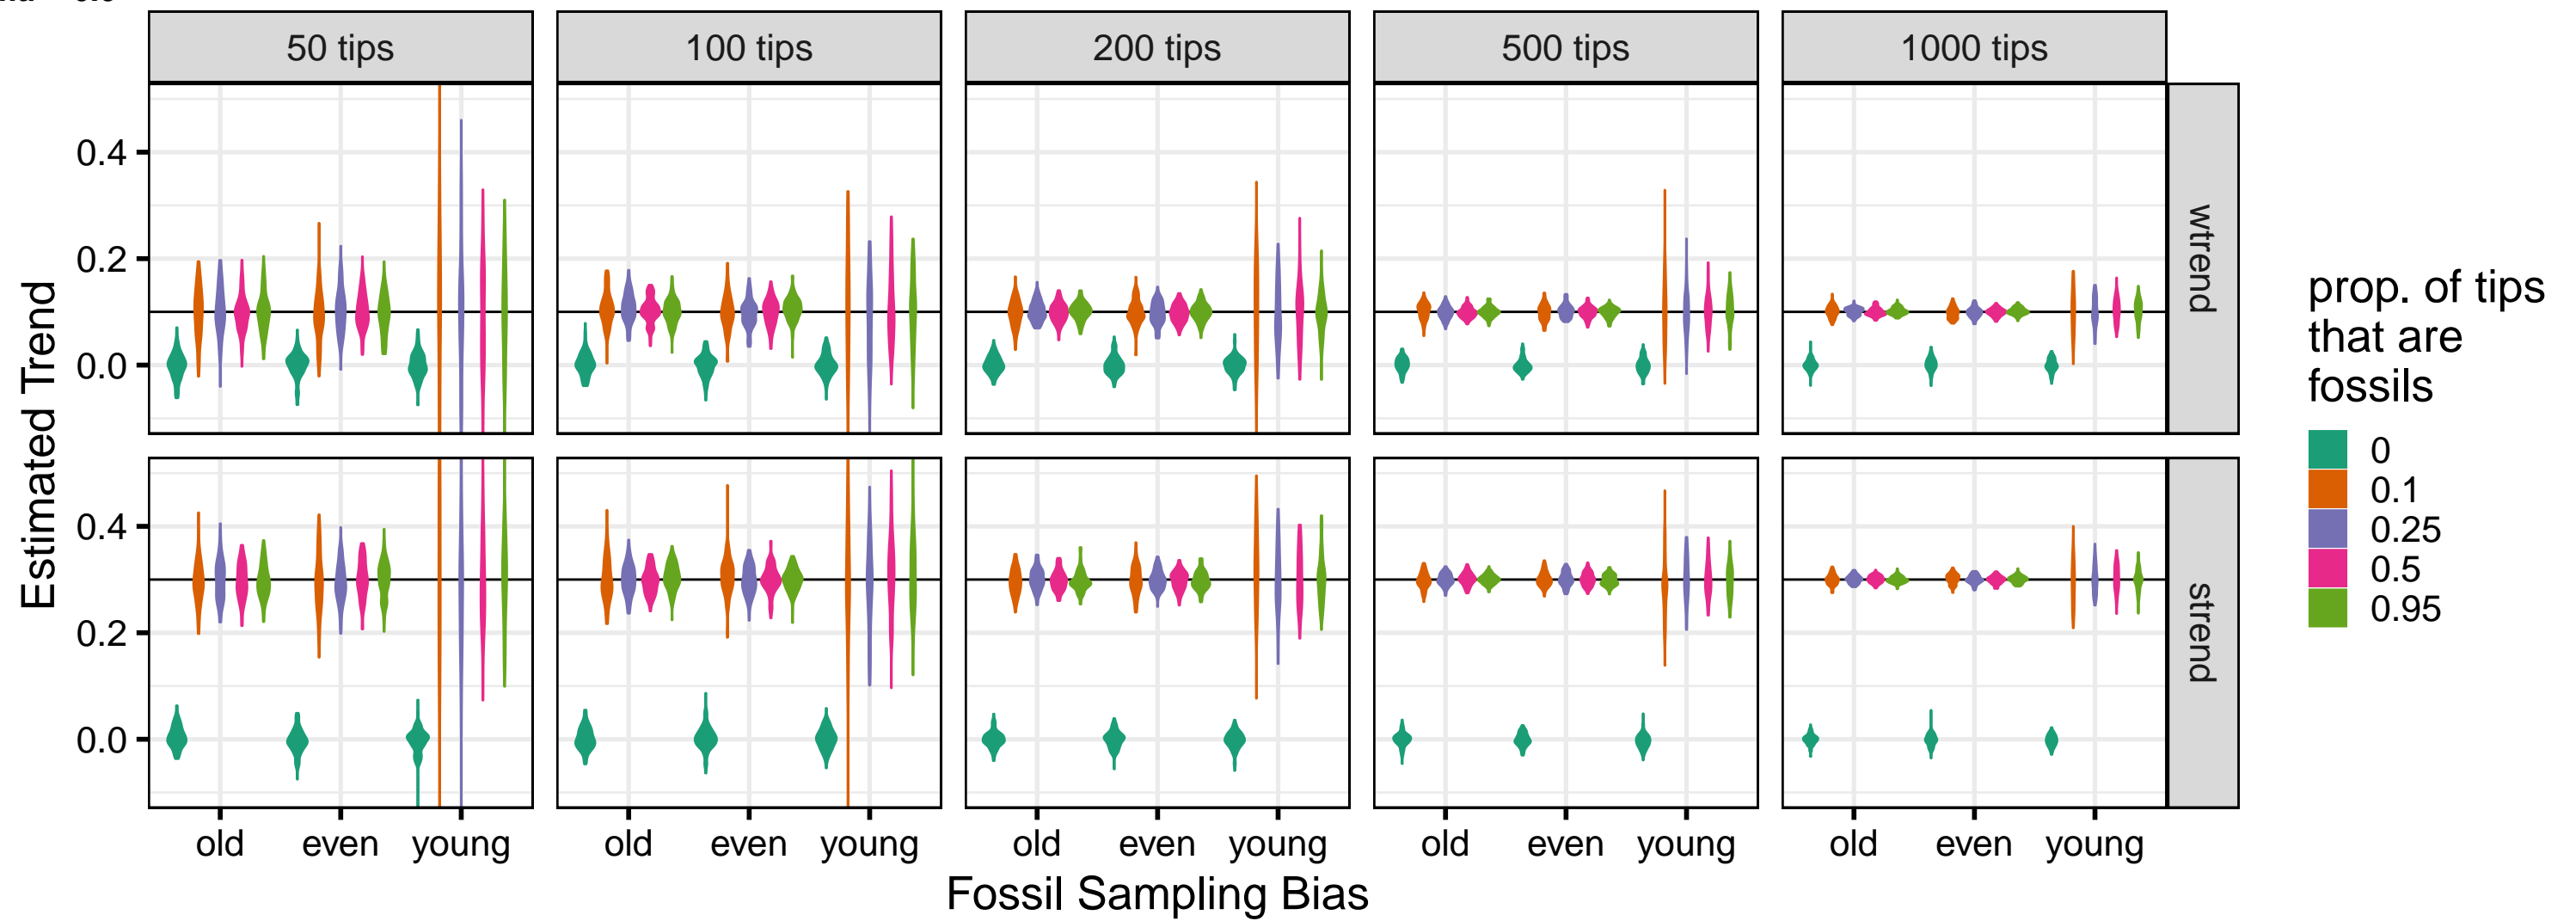 50 tips
100 tips
200 tips
500 tips
1000 tips
Estimated Trend
0.4
0.2
0.0
wtrend
0.4
0.2
0.0
strend
old even young
old even young
old even young
old even young
old even young
Fossil Sampling Bias
prop. of tips
that are
fossils
0
0.1
0.25
0.5
0.95